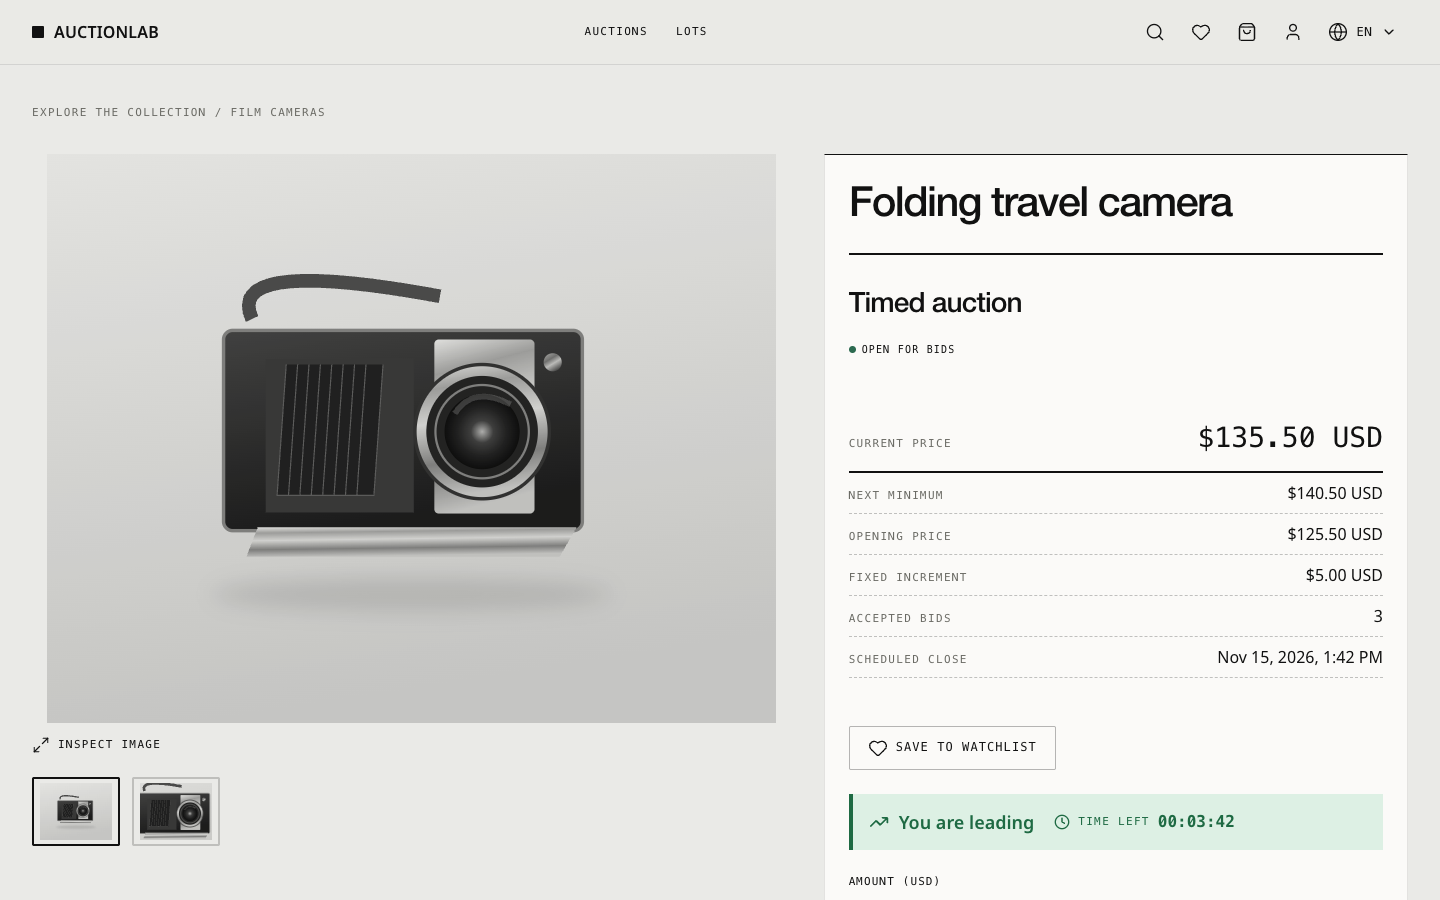 AUCTIONLAB
AUCTIONS LOTS
EN
EXPLORE THE COLLECTION / FILM CAMERAS
Folding travel camera
Timed auction
OPEN FOR BIDS
CURRENT PRICE $135.50 USD
NEXT MINIMUM $140.50 USD
OPENING PRICE $125.50 USD
FIXED INCREMENT $5.00 USD
ACCEPTED BIDS 3
SCHEDULED CLOSE Nov 15, 2026, 1:42 PM
INSPECT IMAGE
SAVE TO WATCHLIST
You are leading TIME LEFT 00:03:42
AMOUNT (USD)